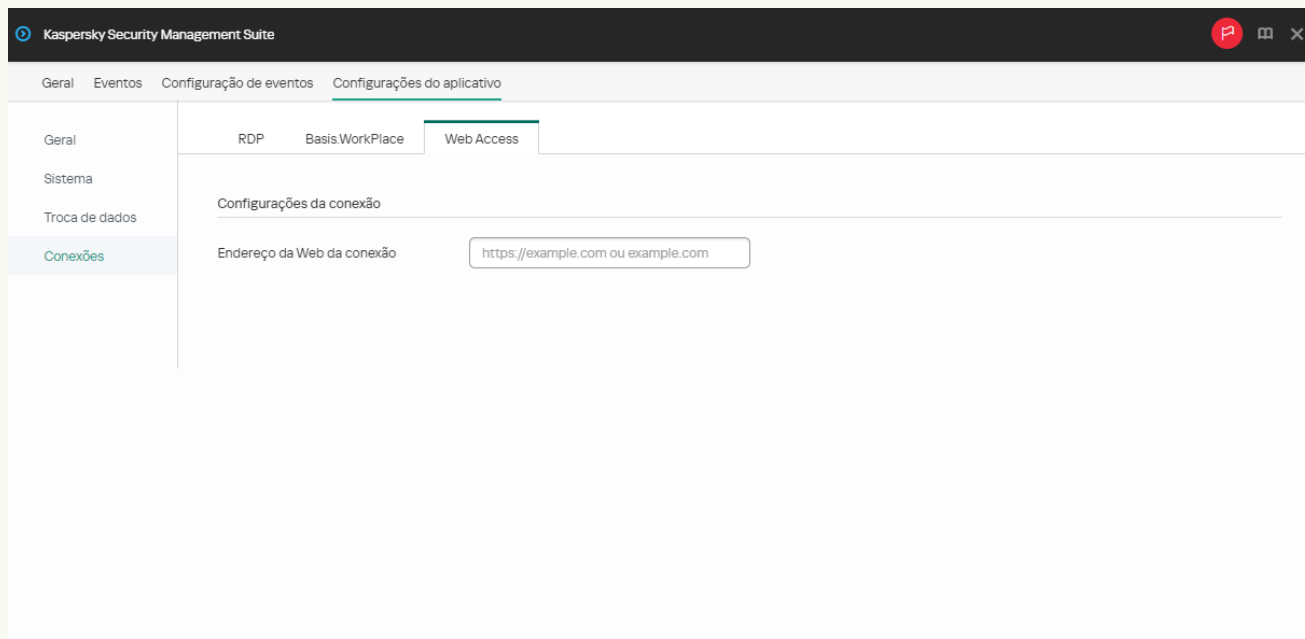 Kaspersky Security Management Suite
Geral Eventos Configuração de eventos Configurações do aplicativo
Geral
Sistema
Troca de dados
Conexões
RDP Basis.WorkPlace Web Access
Configurações da conexão
Endereço da Web da conexão https://example.com ou example.com